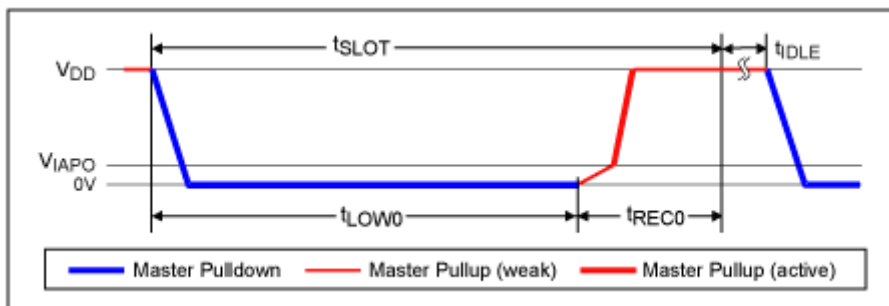 tSLOT
tIDLE
VDD
VIAPO
0V
tLOW0
tREC0
Master Pulldown
Master Pullup (weak)
Master Pullup (active)